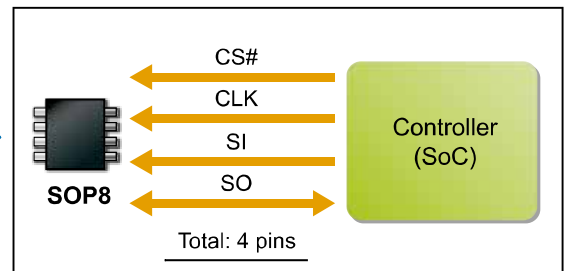 CS#
CLK
SI
SO
SOP8
Controller
(SoC)
Total: 4 pins